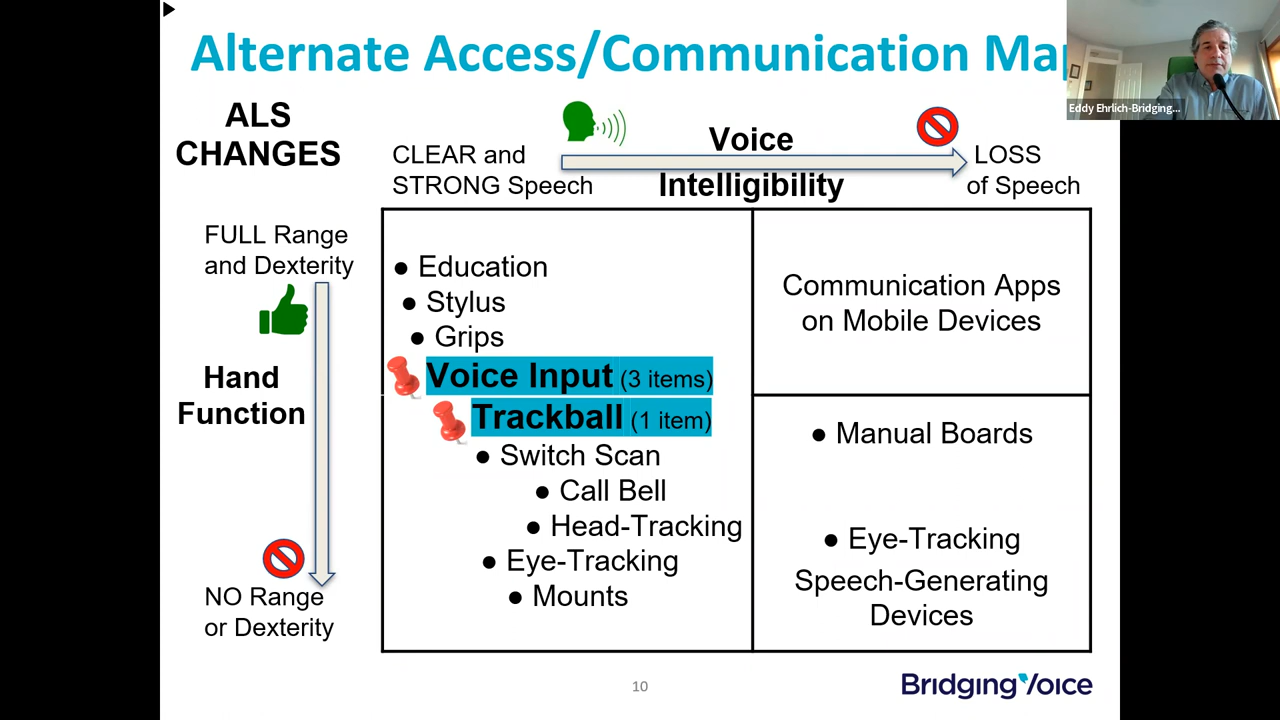 Alternate Access/Communication Ma
Eddy Ehrlich-Bridging...
ALS
CHANGES
CLEAR and
STRONG Speech
Voice
Intelligibility
LOSS
of Speech
FULL Range
and Dexterity
Hand
Function
NO Range
or Dexterity
● Education
● Stylus
● Grips
Voice Input (3 items)
Trackball (1 item)
● Switch Scan
● Call Bell
● Head-Tracking
● Eye-Tracking
● Mounts
Communication Apps
on Mobile Devices
● Manual Boards
● Eye-Tracking
Speech-Generating
Devices
10
BridgingVoice